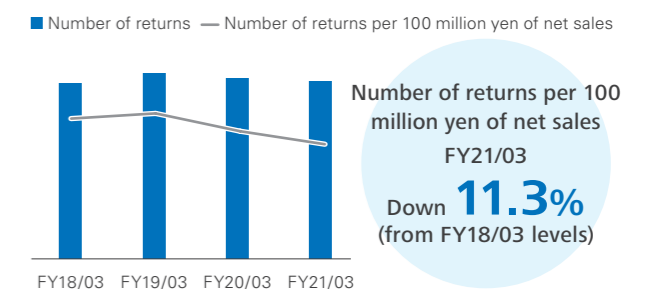 Number of returns Number of returns per 100 million yen of net sales
Number of returns per 100
million yen of net sales
FY21/03
Down 11.3%
(from FY18/03 levels)
FY18/03 FY19/03 FY20/03 FY21/03